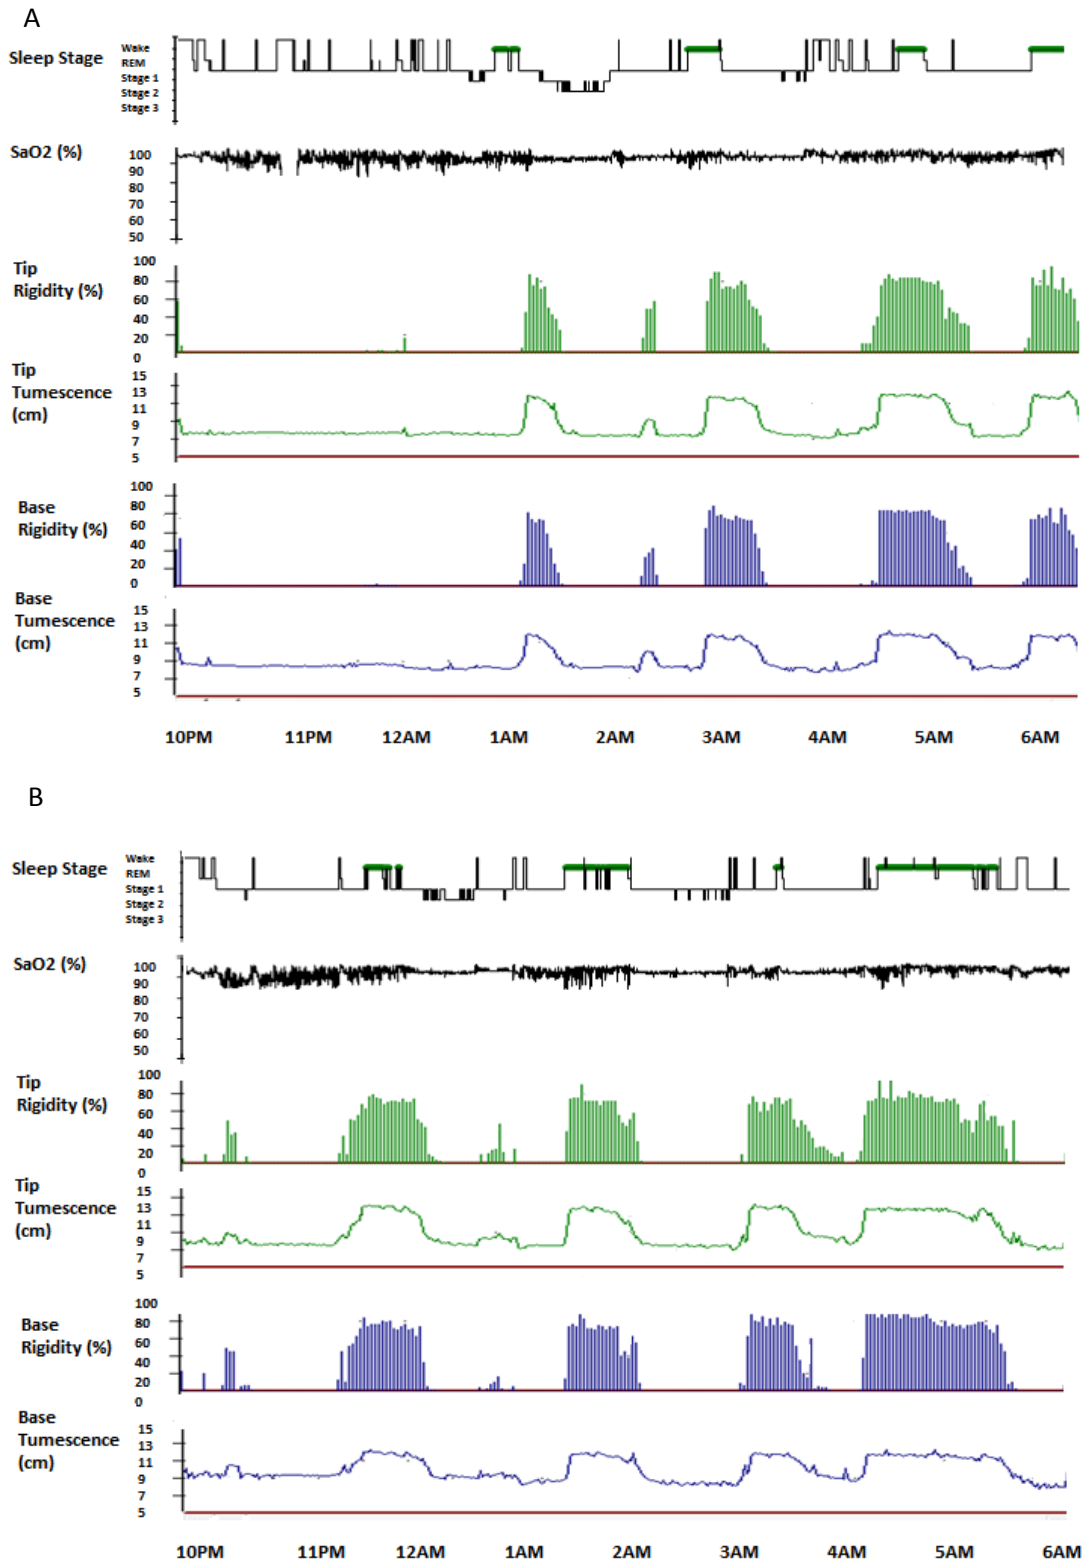 A
Sleep Stage
Wake
REM
Stage 1
Stage 2
Stage 3
SaO2 (%)
100
90
80
70
60
50
Tip
Rigidity (%)
100
80
60
40
20
0
Tip
Tumescence
(cm)
15
13
11
9
7
5
Base
Rigidity (%)
100
80
60
40
20
0
Base
Tumescence
(cm)
15
13
11
9
7
5
10PM 11PM 12AM 1AM 2AM 3AM 4AM 5AM 6AM
B
Sleep Stage
Wake
REM
Stage 1
Stage 2
Stage 3
SaO2 (%)
100
90
80
70
60
50
Tip
Rigidity (%)
100
80
60
40
20
0
Tip
Tumescence
(cm)
15
13
11
9
7
5
Base
Rigidity (%)
100
80
60
40
20
0
Base
Tumescence
(cm)
15
13
11
9
7
5
10PM 11PM 12AM 1AM 2AM 3AM 4AM 5AM 6AM